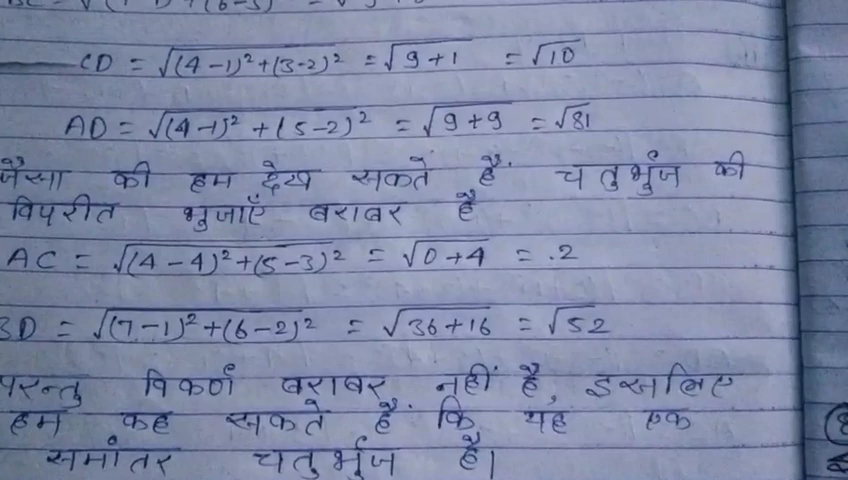 CD = √(4-1)²+(3-2)² = √9+1 = √10
AD = √(4-1)² + (5-2)² = √9+9 = √81
जैसा की हम देख सकते हैं. चतुर्भुज की
विपरीत भुजाएँ बराबर है
AC = √(4-4)²+(5-3)² = √0+4 = .2
BD = √(7-1)²+(6-2)² = √36+16 = √52
परन्तु विकर्ण बराबर नहीं है, इसलिए
हम कह सकते है. कि यह एक
समांतर चतुर्भुज है।